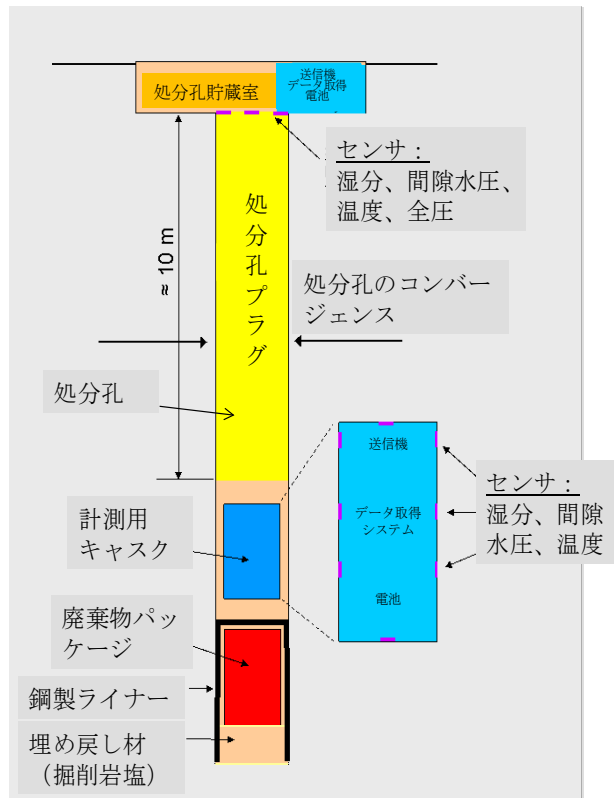 処分孔貯蔵室
送信機
データ取得
電池
センサ：
湿分、間隙水圧、
温度、全圧
処分孔プラグ
≈ 10 m
処分孔のコンバー
ジェンス
処分孔
送信機
データ取得
システム
電池
センサ：
湿分、間隙
水圧、温度
計測用
キャスク
廃棄物パッ
ケージ
鋼製ライナー
埋め戻し材
（掘削岩塩）